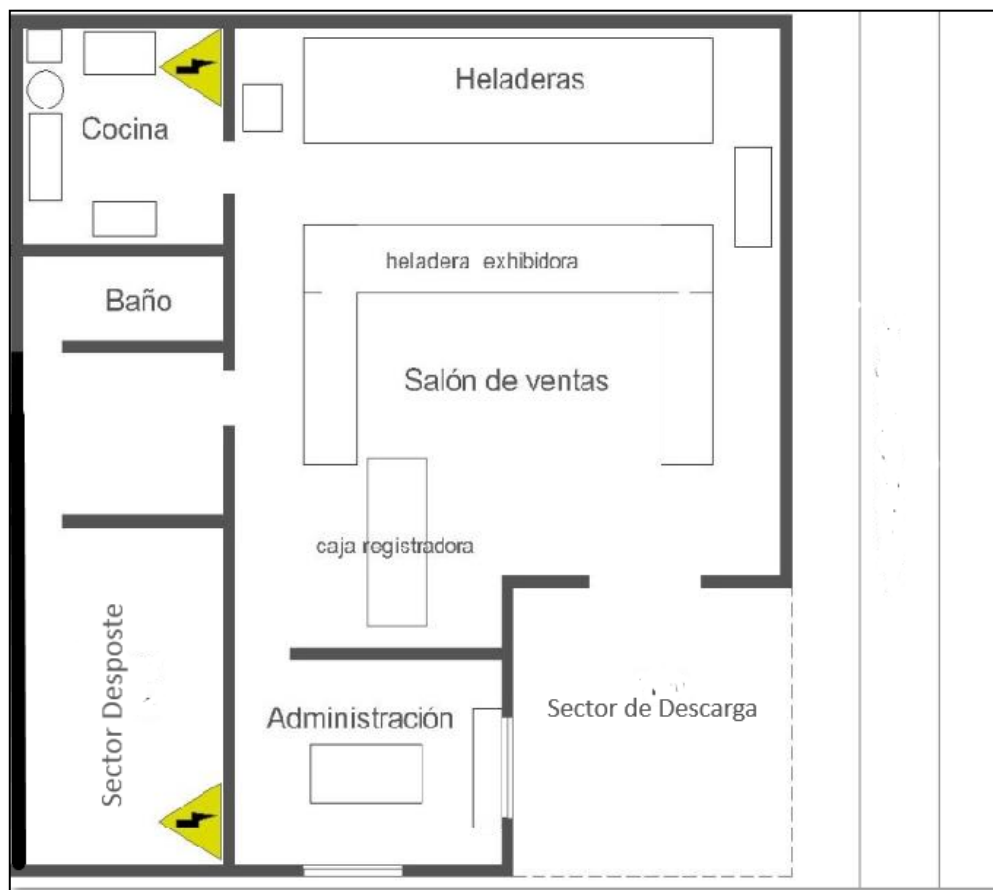 Heladeras
Cocina
heladera exhibidora
Baño
Salón de ventas
caja registradora
Sector Desposte
Administración
Sector de Descarga